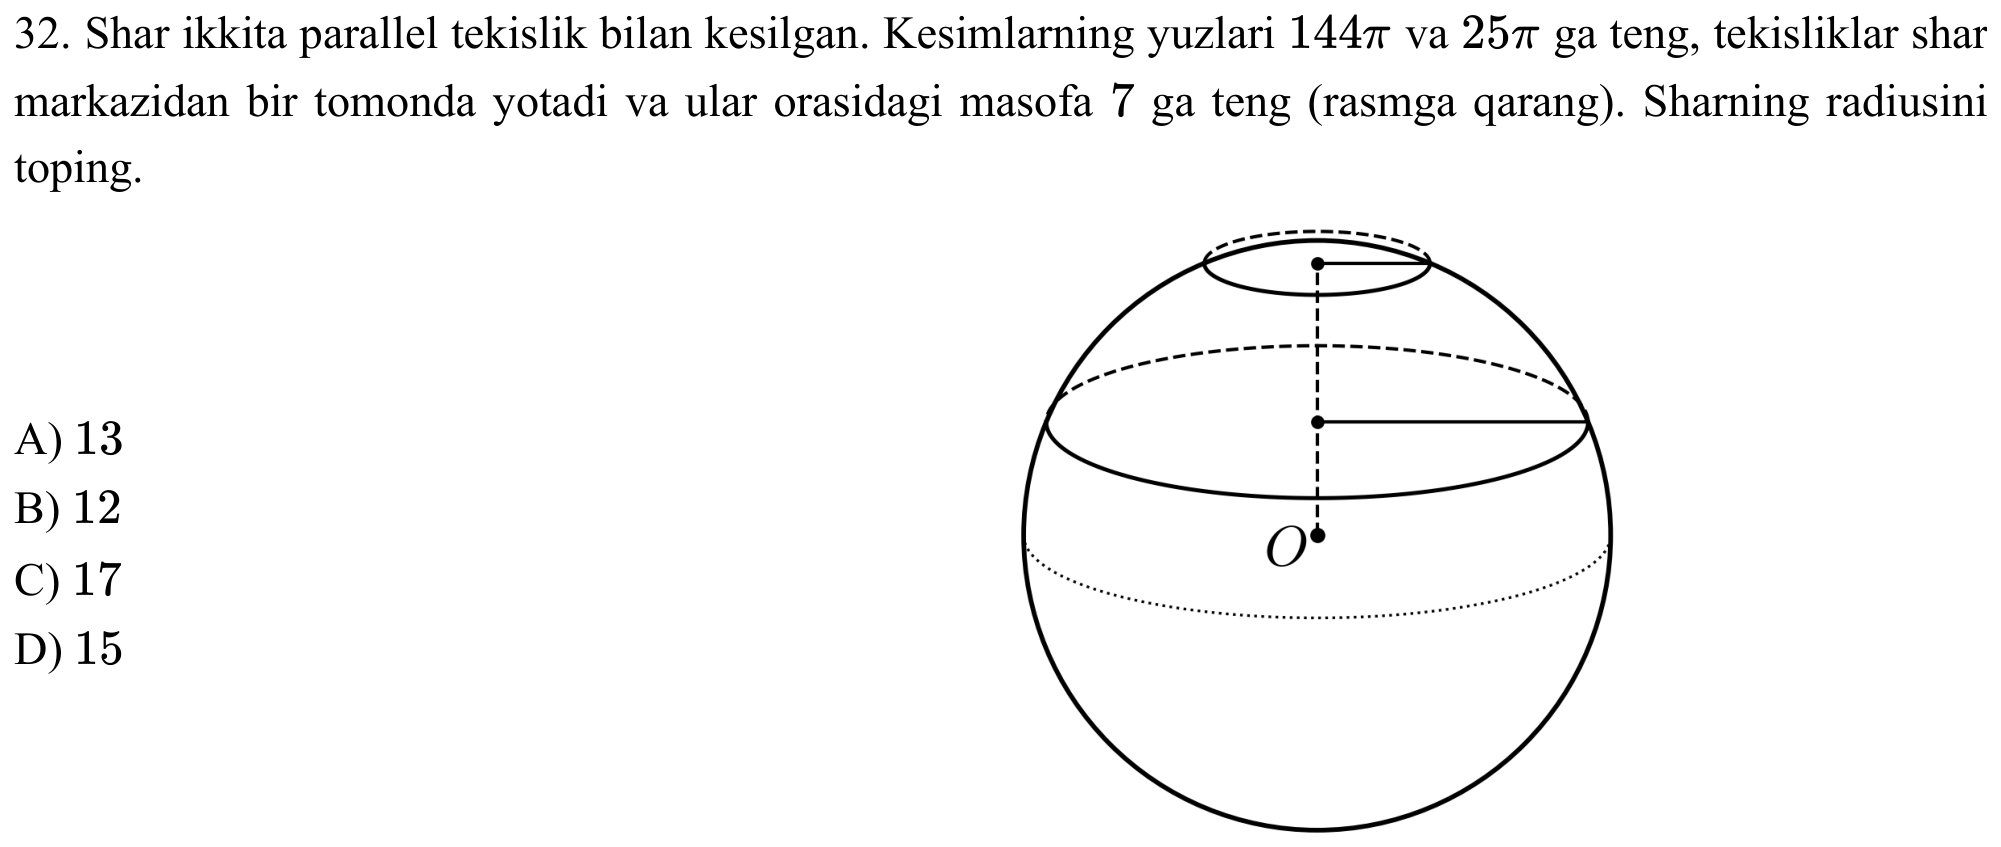 32. Shar ikkita parallel tekislik bilan kesilgan. Kesimlarning yuzlari 144π va 25π ga teng, tekisliklar shar
markazidan bir tomonda yotadi va ular orasidagi masofa 7 ga teng (rasmga qarang). Sharning radiusini
toping.
A) 13
B) 12
C) 17
D) 15
O